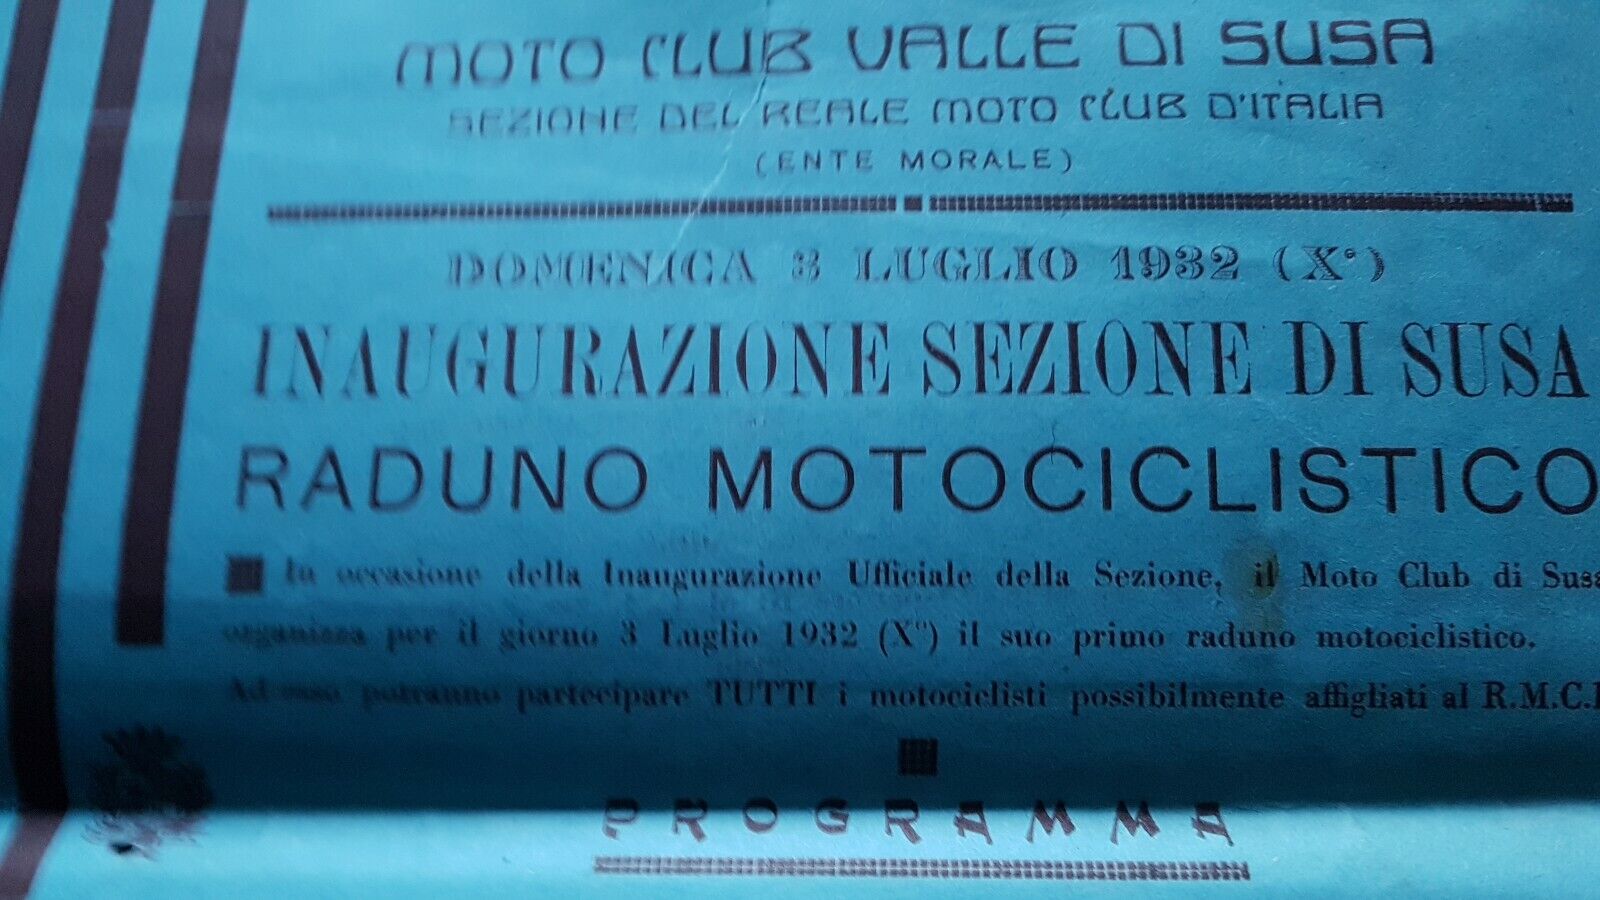 MOTO CLUB VALLE DI SUSA
SEZIONE DEL REALE MOTO CLUB D'ITALIA
(ENTE MORALE)
DOMENICA 3 LUGLIO 1932 (X°)
INAUGURAZIONE SEZIONE DI SUSA
RADUNO MOTOCICLISTICO
In occasione della Inaugurazione Ufficiale della Sezione, il Moto Club di Susa
organizza per il giorno 3 Luglio 1932 (X°) il suo primo raduno motociclistico.
Ad esso potranno partecipare TUTTI i motociclisti possibilmente affigliati al R.M.C.I
PROGRAMMA